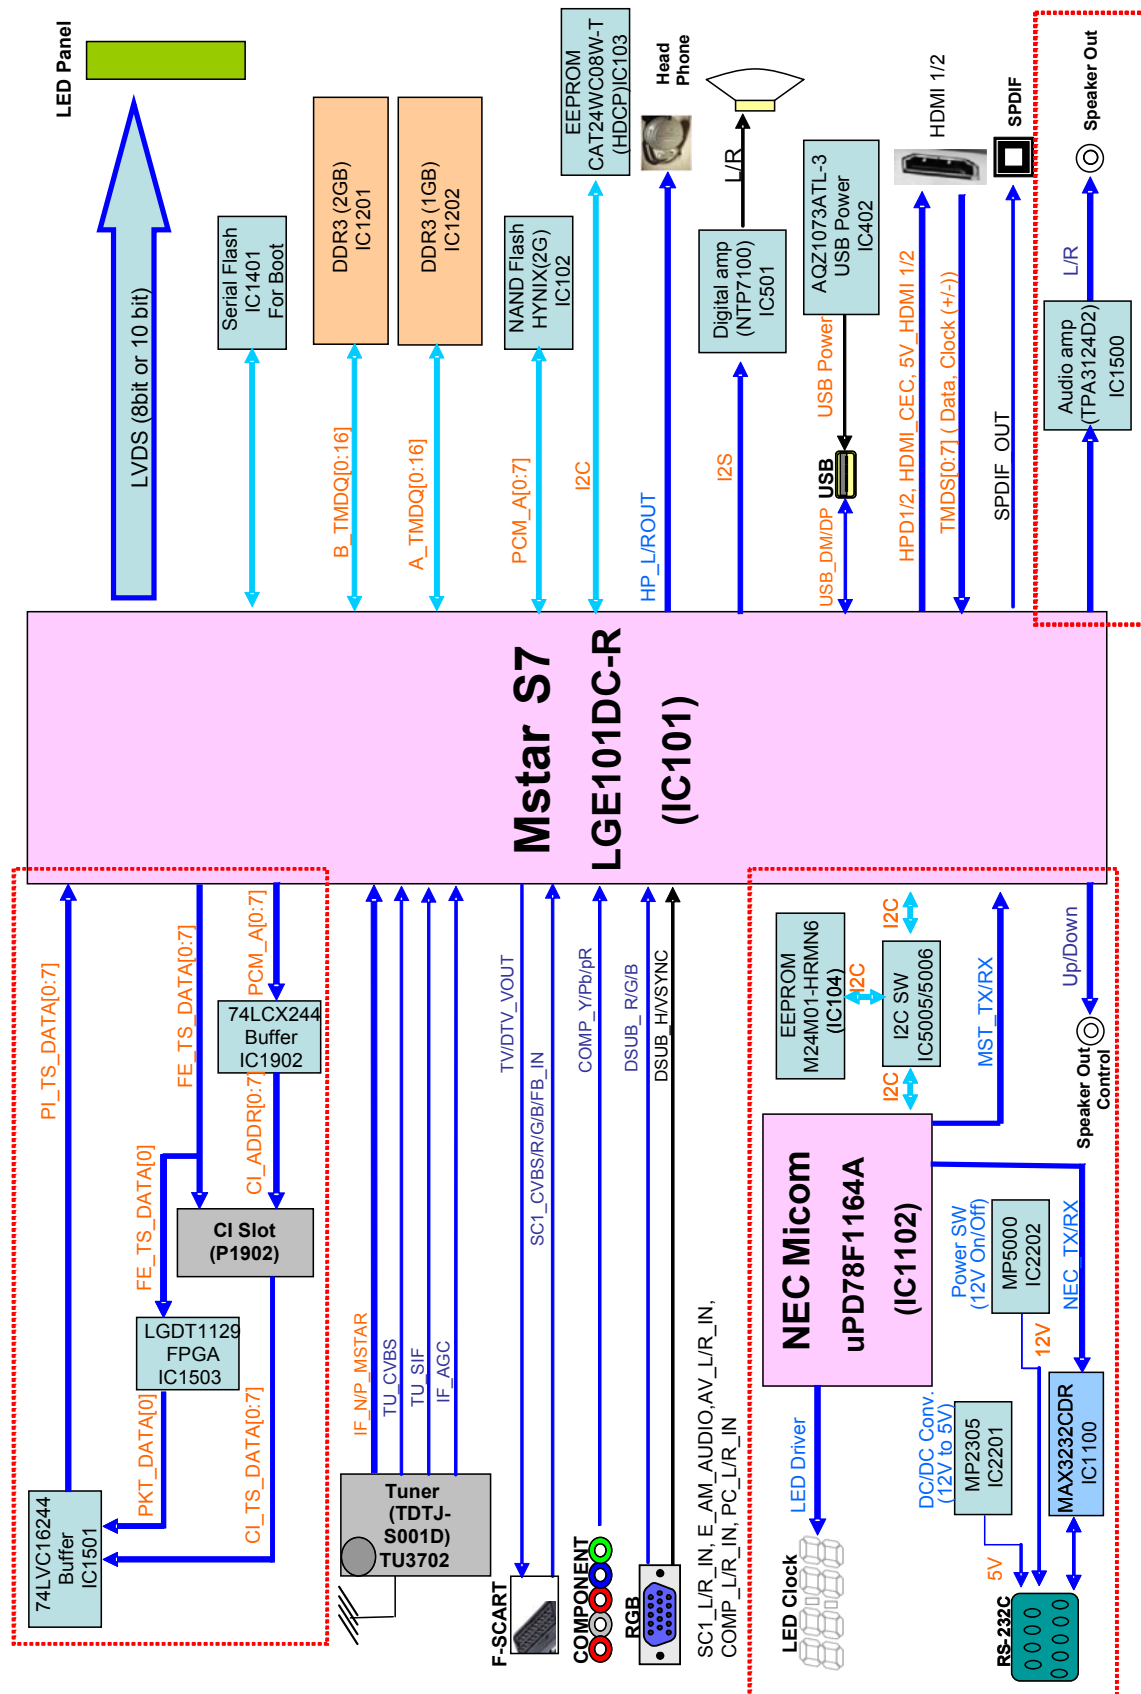 LED Panel
LVDS (8bit or 10 bit)
Serial Flash
IC1401
For Boot
DDR3 (2GB)
IC1201
B_TMDQ[0:16]
DDR3 (1GB)
IC1202
A_TMDQ[0:16]
NAND Flash
HYNIX(2G)
IC102
PCM_A[0:7]
EEPROM
CAT24WC08W-T
(HDCP)IC103
I2C
Head
Phone
HP_L/ROUT
L/R
Digital amp
(NTP7100)
IC501
I2S
AQZ1073ATL-3
USB Power
IC402
USB Power
USB
USB_DM/DP
HDMI 1/2
HPD1/2, HDMI_CEC, 5V_HDMI 1/2
TMDS[0:7] ( Data, Clock (+/-))
SPDIF
SPDIF OUT
Speaker Out
L/R
Audio amp
(TPA3124D2)
IC1500
Mstar S7
LGE101DC-R
(IC101)
PI_TS_DATA[0:7]
FE_TS_DATA[0:7]
PCM_A[0:7]
74LCX244
Buffer
IC1902
CI_ADDR[0:7]
FE_TS_DATA[0]
CI Slot
(P1902)
LGDT1129
FPGA
IC1503
PKT_DATA[0]
CI_TS_DATA[0:7]
74LVC16244
Buffer
IC1501
IF_N/P_MSTAR
TU_CVBS
TU_SIF
IF_AGC
Tuner
(TDTJ-
S001D)
TU3702
TV/DTV_VOUT
SC1_CVBS/R/G/B/FB_IN
F-SCART
COMP_Y/Pb/pR
COMPONENT
DSUB_R/G/B
DSUB_H/VSYNC
RGB
SC1_L/R_IN, E_AM_AUDIO,AV_L/R_IN,
COMP_L/R_IN, PC_L/R_IN
EEPROM
M24M01-HRMN6
(IC104)
I2C
I2C
I2C SW
IC5005/5006
I2C
MST_TX/RX
Up/Down
Speaker Out
Control
NEC Micom
uPD78F1164A
(IC1102)
LED Driver
LED Clock
Power SW
(12V On/Off)
MP5000
IC2202
NEC_TX/RX
12V
DC/DC Conv.
(12V to 5V)
MP2305
IC2201
5V
MAX3232CDR
IC1100
RS-232C